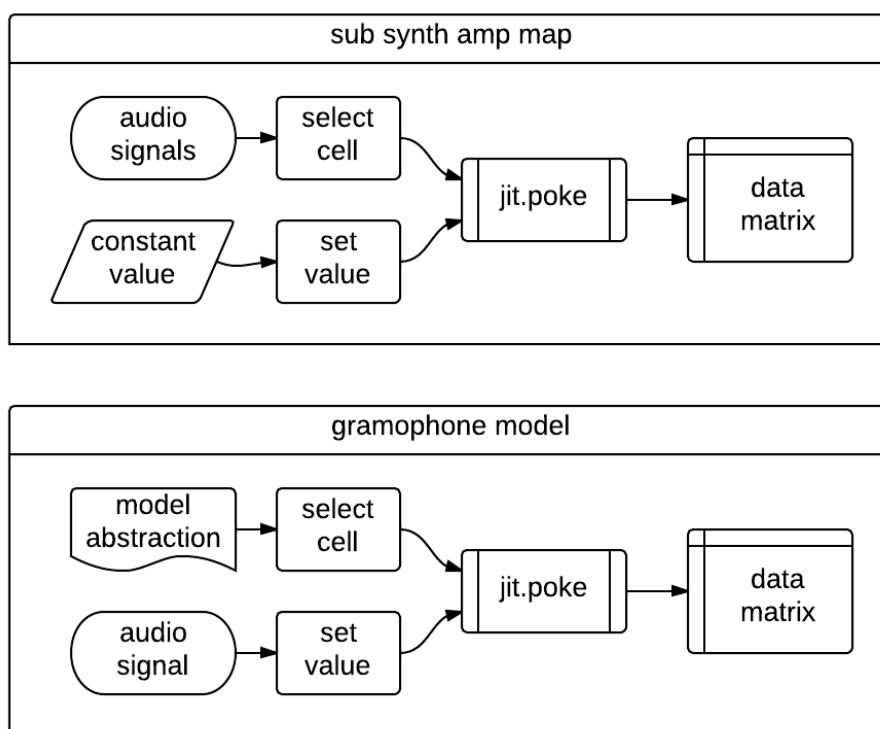 sub synth amp map
audio
signals
select
cell
constant
value
set
value
jit.poke
data
matrix
gramophone model
model
abstraction
select
cell
audio
signal
set
value
jit.poke
data
matrix